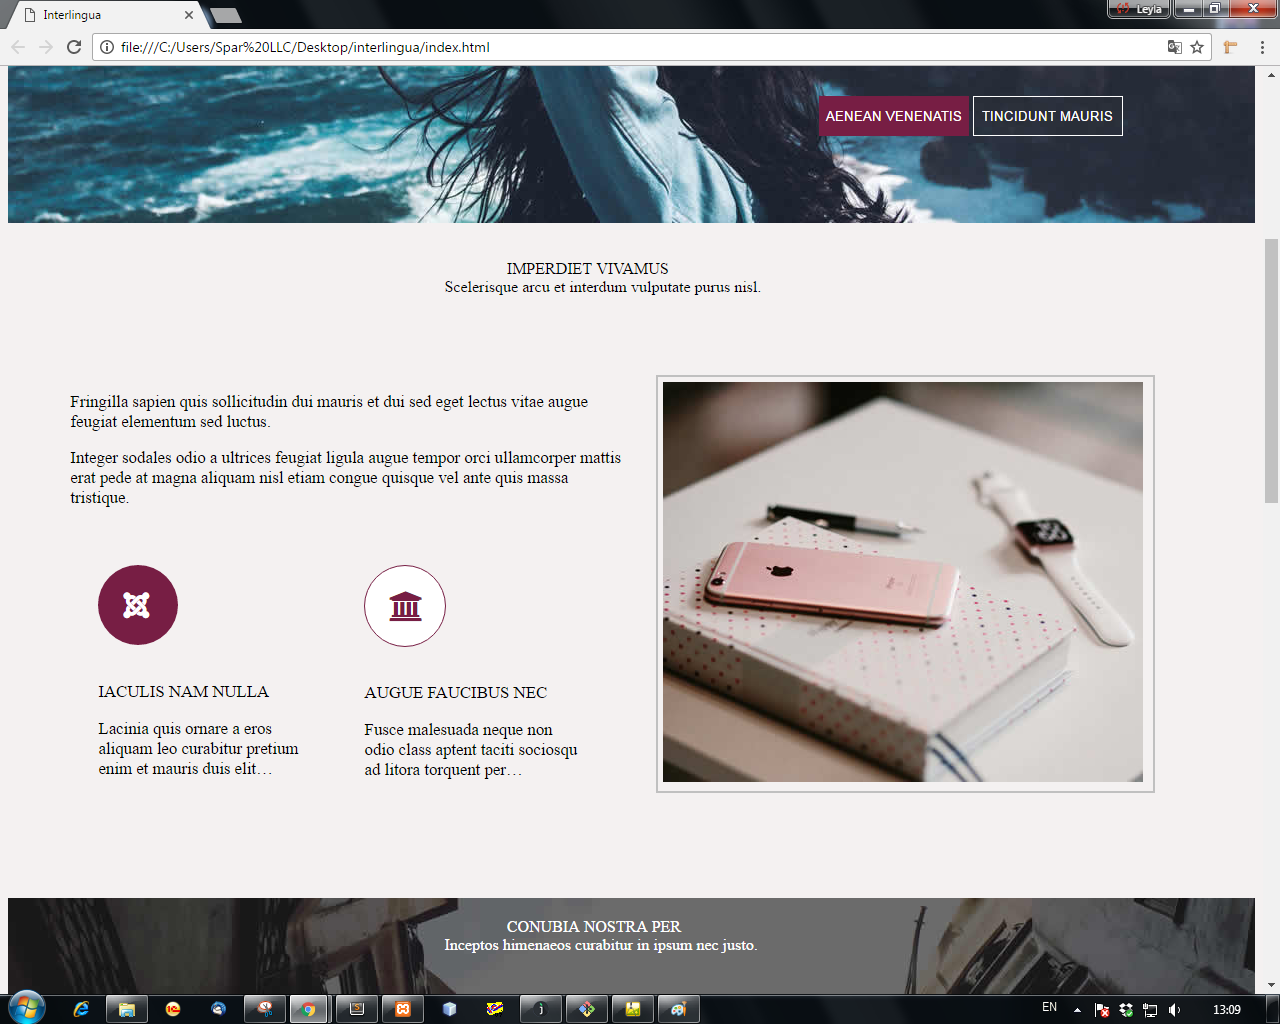 Interlingua
Leyla
file:///C:/Users/Spar%20LLC/Desktop/interlingua/index.html
AENEAN VENENATIS
TINCIDUNT MAURIS
IMPERDIET VIVAMUS
Scelerisque arcu et interdum vulputate purus nisl.
Fringilla sapien quis sollicitudin dui mauris et dui sed eget lectus vitae augue
feugiat elementum sed luctus.
Integer sodales odio a ultrices feugiat ligula augue tempor orci ullamcorper mattis
erat pede at magna aliquam nisl etiam congue quisque vel ante quis massa
tristique.
IACULIS NAM NULLA
Lacinia quis ornare a eros
aliquam leo curabitur pretium
enim et mauris duis elit…
AUGUE FAUCIBUS NEC
Fusce malesuada neque non
odio class aptent taciti sociosqu
ad litora torquent per…
CONUBIA NOSTRA PER
Inceptos himenaeos curabitur in ipsum nec justo.
EN
13:09